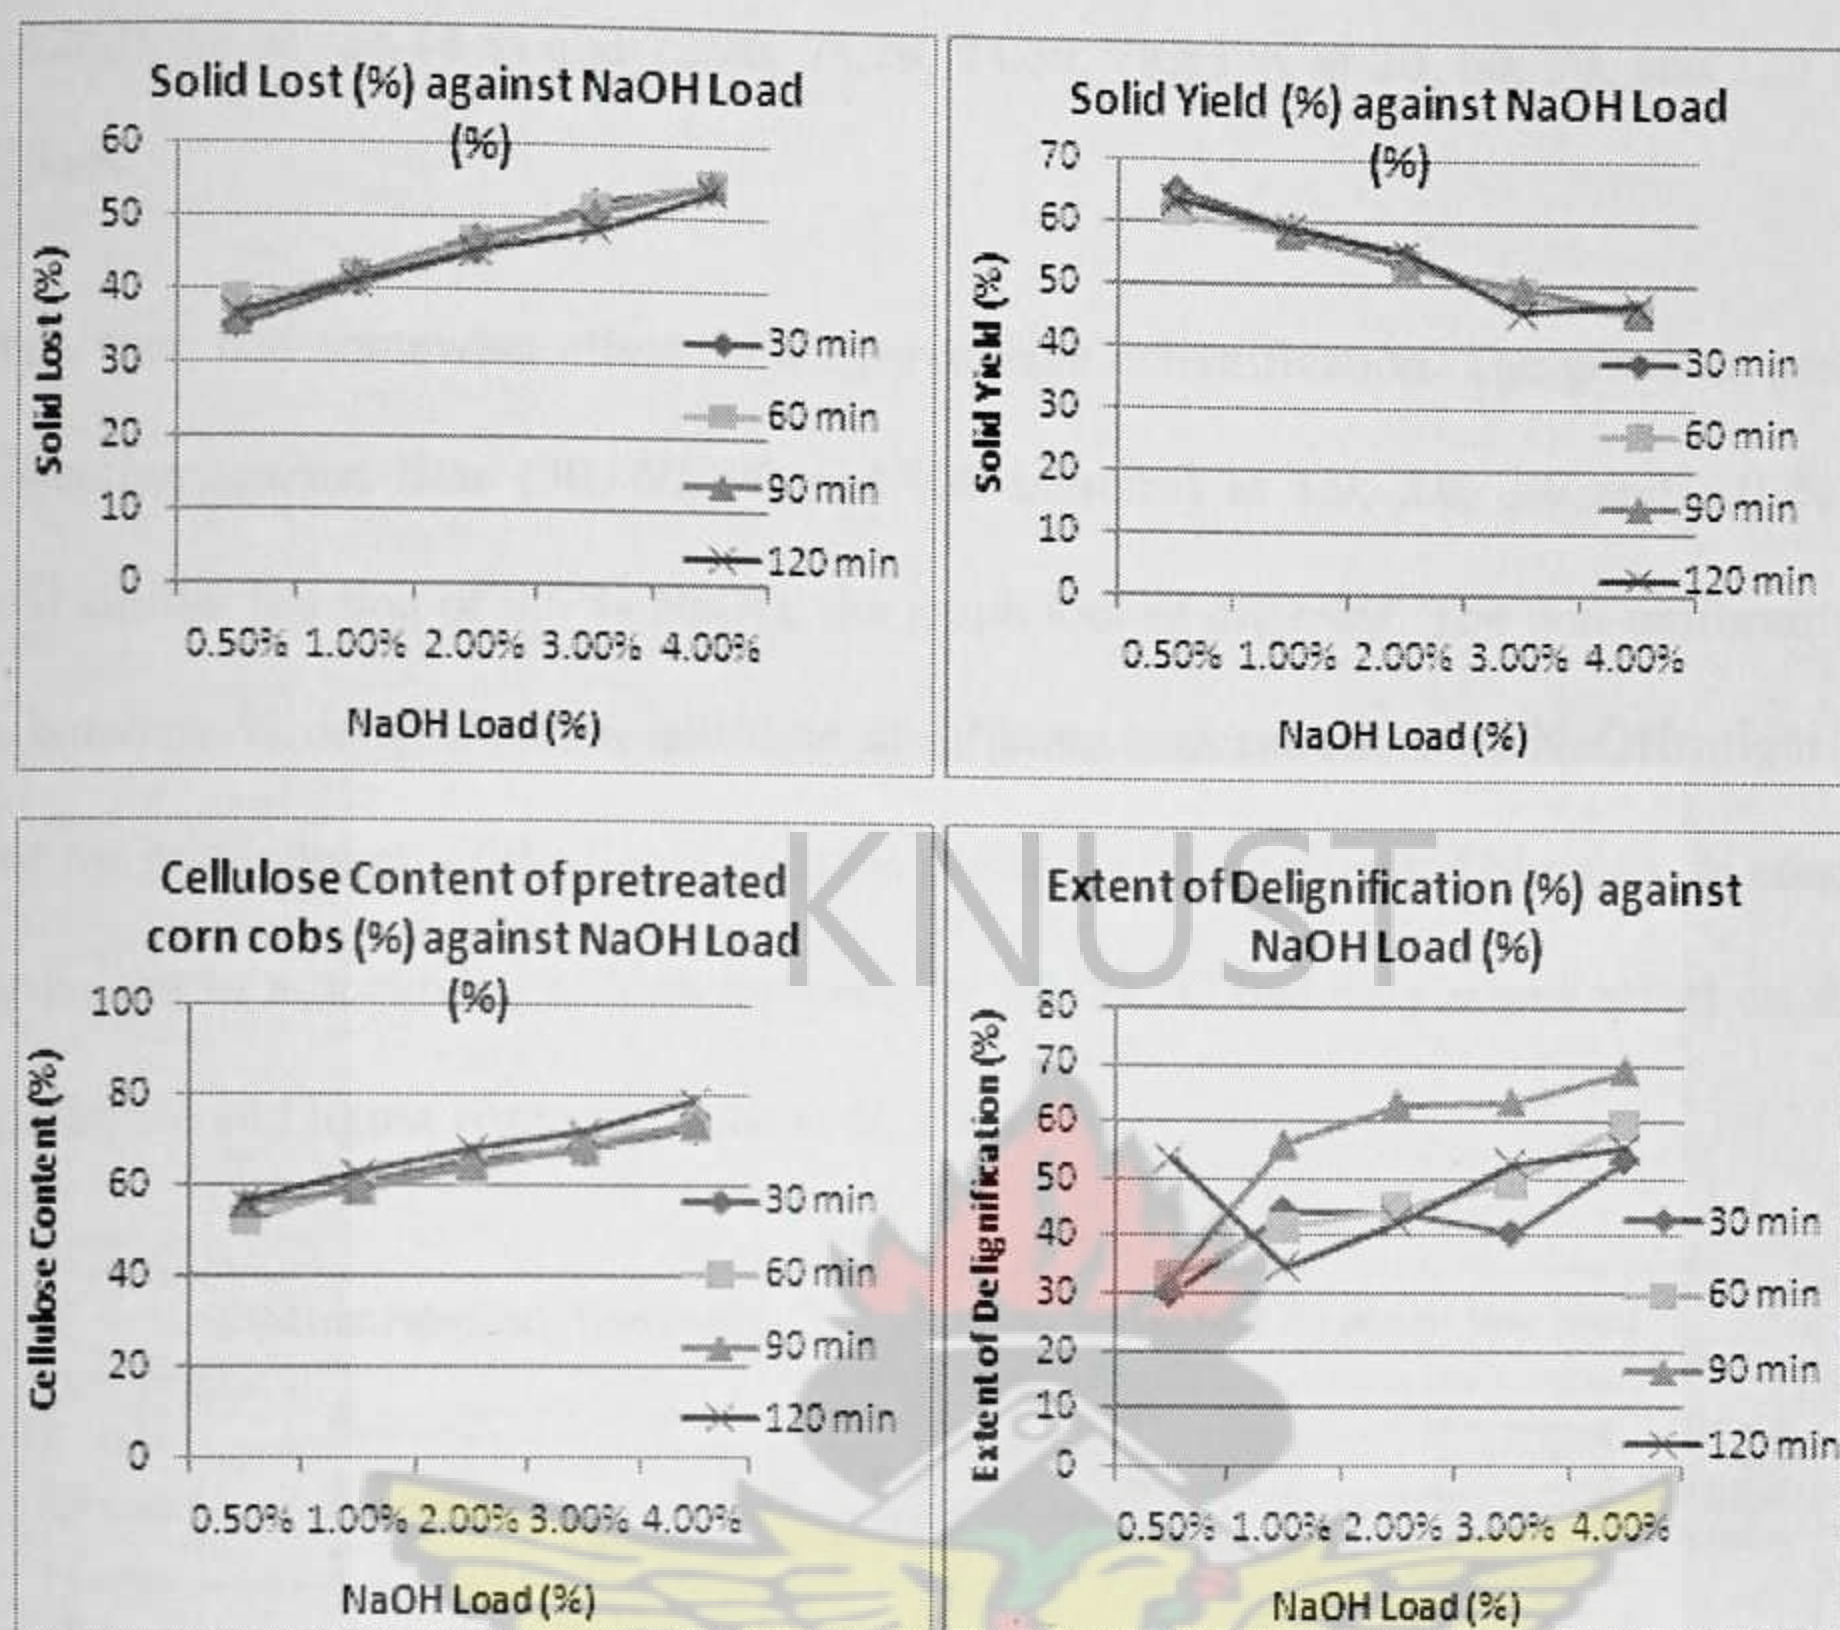 Solid Lost (%) against NaOH Load
(%)
60
50
40
30
20
10
0
Solid Lost (%)
30 min
60 min
90 min
120 min
0.50% 1.00% 2.00% 3.00% 4.00%
NaOH Load (%)
Solid Yield (%) against NaOH Load
(%)
70
60
50
40
30
20
10
0
Solid Yield (%)
30 min
60 min
90 min
120 min
0.50% 1.00% 2.00% 3.00% 4.00%
NaOH Load (%)
KNUST
Cellulose Content of pretreated
corn cobs (%) against NaOH Load
(%)
100
80
60
40
20
0
Cellulose Content (%)
30 min
60 min
90 min
120 min
0.50% 1.00% 2.00% 3.00% 4.00%
NaOH Load (%)
Extent of Delignification (%) against
NaOH Load (%)
80
70
60
50
40
30
20
10
0
Extent of Delignification (%)
30 min
60 min
90 min
120 min
0.50% 1.00% 2.00% 3.00% 4.00%
NaOH Load (%)